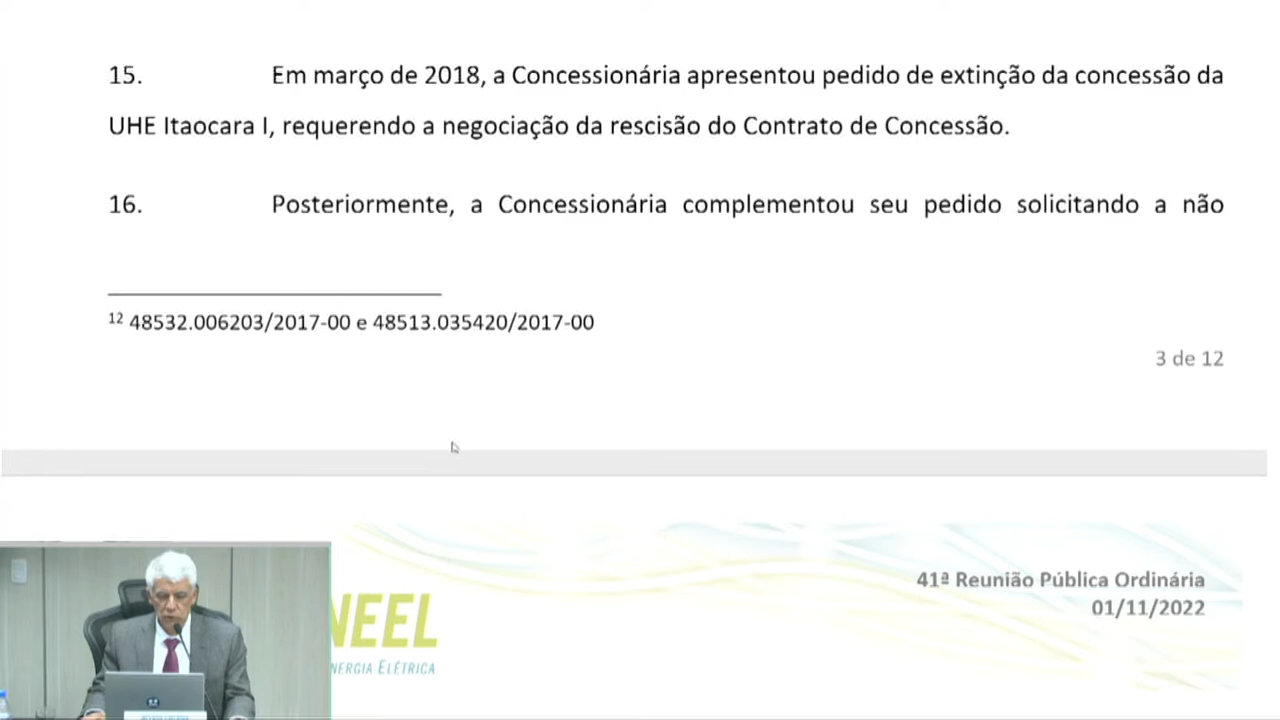 15. Em março de 2018, a Concessionária apresentou pedido de extinção da concessão da
UHE Itaocara I, requerendo a negociação da rescisão do Contrato de Concessão.
16. Posteriormente, a Concessionária complementou seu pedido solicitando a não
12 48532.006203/2017-00 e 48513.035420/2017-00
3 de 12
41ª Reunião Pública Ordinária
01/11/2022
NEEL
NERGIA ELÉTRICA